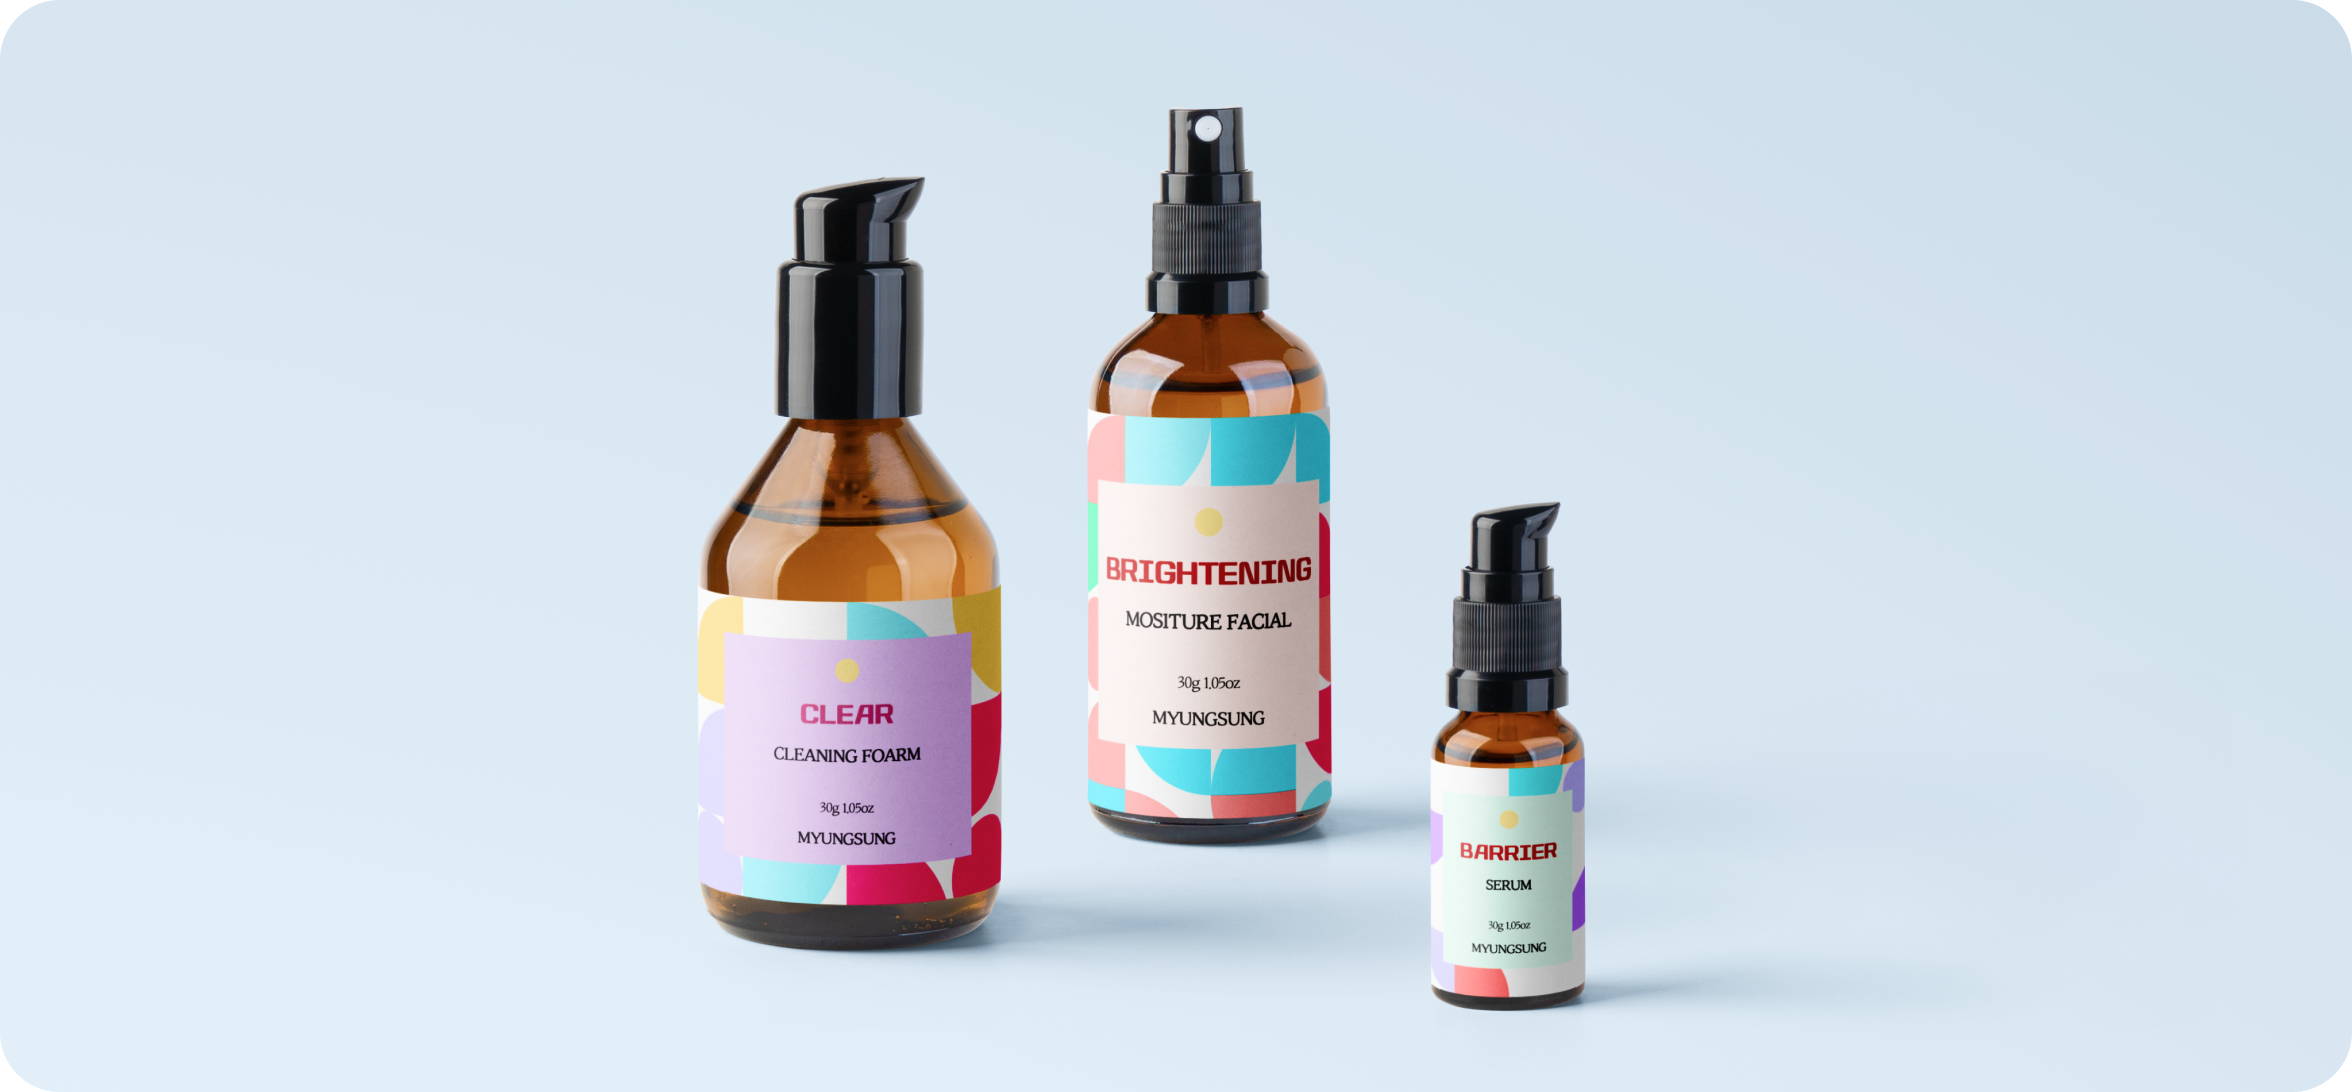 CLEAR
CLEANING FOARM
30g 1,05oz
MYUNGSUNG
BRIGHTENING
MOSITURE FACIAL
30g 1,05oz
MYUNGSUNG
BARRIER
SERUM
30g 1,05oz
MYUNGSUNG